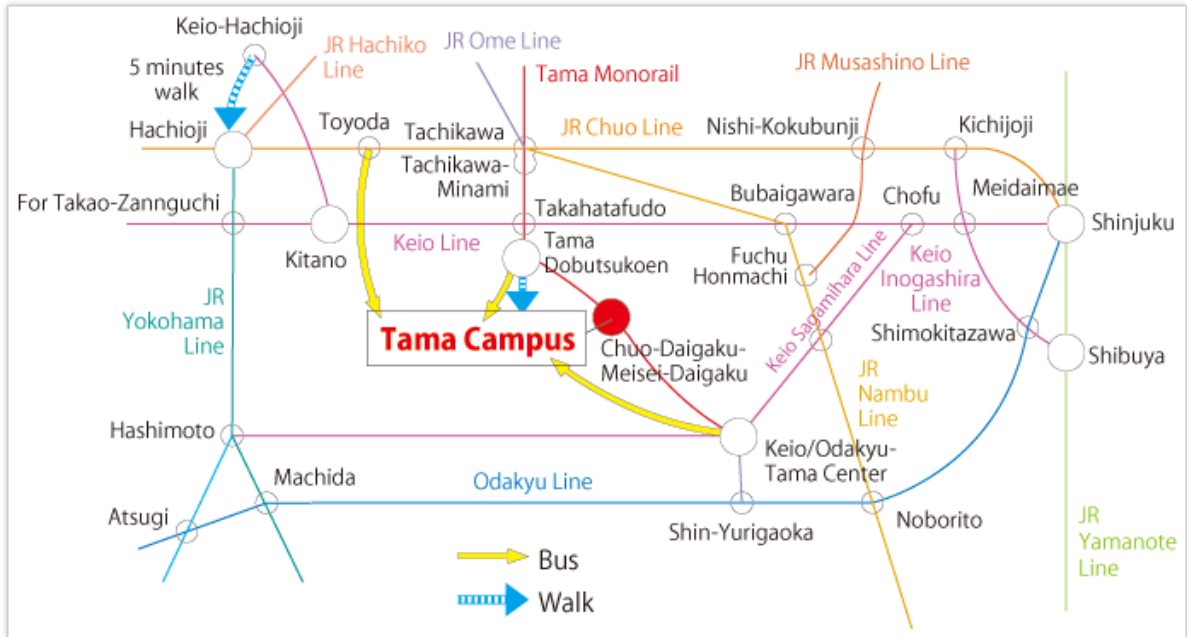 Keio-Hachioji
5 minutes
walk
JR Hachiko
Line
JR Ome Line
Tama Monorail
JR Musashino Line
Hachioji
Toyoda
Tachikawa
JR Chuo Line
Nishi-Kokubunji
Kichijoji
Tachikawa-
Minami
For Takao-Zannguchi
Takahatafudo
Bubaigawara
Chofu
Meidaimae
Shinjuku
Kitano
Keio Line
Tama
Dobutsukoen
Fuchu
Honmachi
Keio Sagamihara Line
Keio
Inogashira
Line
JR
Yokohama
Line
Tama Campus
Chuo-Daigaku-
Meisei-Daigaku
Shimokitazawa
Shibuya
JR
Nambu
Line
Hashimoto
Keio/Odakyu-
Tama Center
Machida
Odakyu Line
Atsugi
Shin-Yurigaoka
Noborito
JR
Yamanote
Line
Bus
Walk